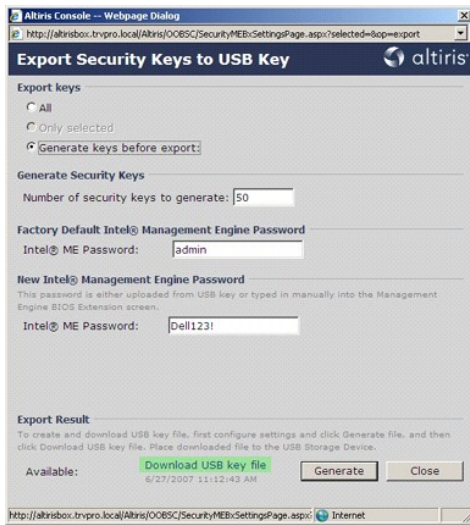 Altiris Console -- Webpage Dialog
http://altirisbox.trvpro.local/Altiris/OOBSC/SecurityMEBxSettingsPage.aspx?selected=&op=export
Export Security Keys to USB Key
altiris
Export keys
All
Only selected
Generate keys before export:
Generate Security Keys
Number of security keys to generate: 50
Factory Default Intel® Management Engine Password
Intel® ME Password: admin
New Intel® Management Engine Password
This password is either uploaded from USB key or typed in manually into the Management
Engine BIOS Extension screen.
Intel® ME Password: Dell123!
Export Result
To create and download USB key file, first configure settings and click Generate file, and then
click Download USB key file. Place downloaded file to the USB Storage Device.
Available: Download USB key file Generate Close
6/27/2007 11:12:43 AM
http://altirisbox.trvpro.local/Altiris/OOBSC/SecurityMEBxSettingsPage.aspx? Internet